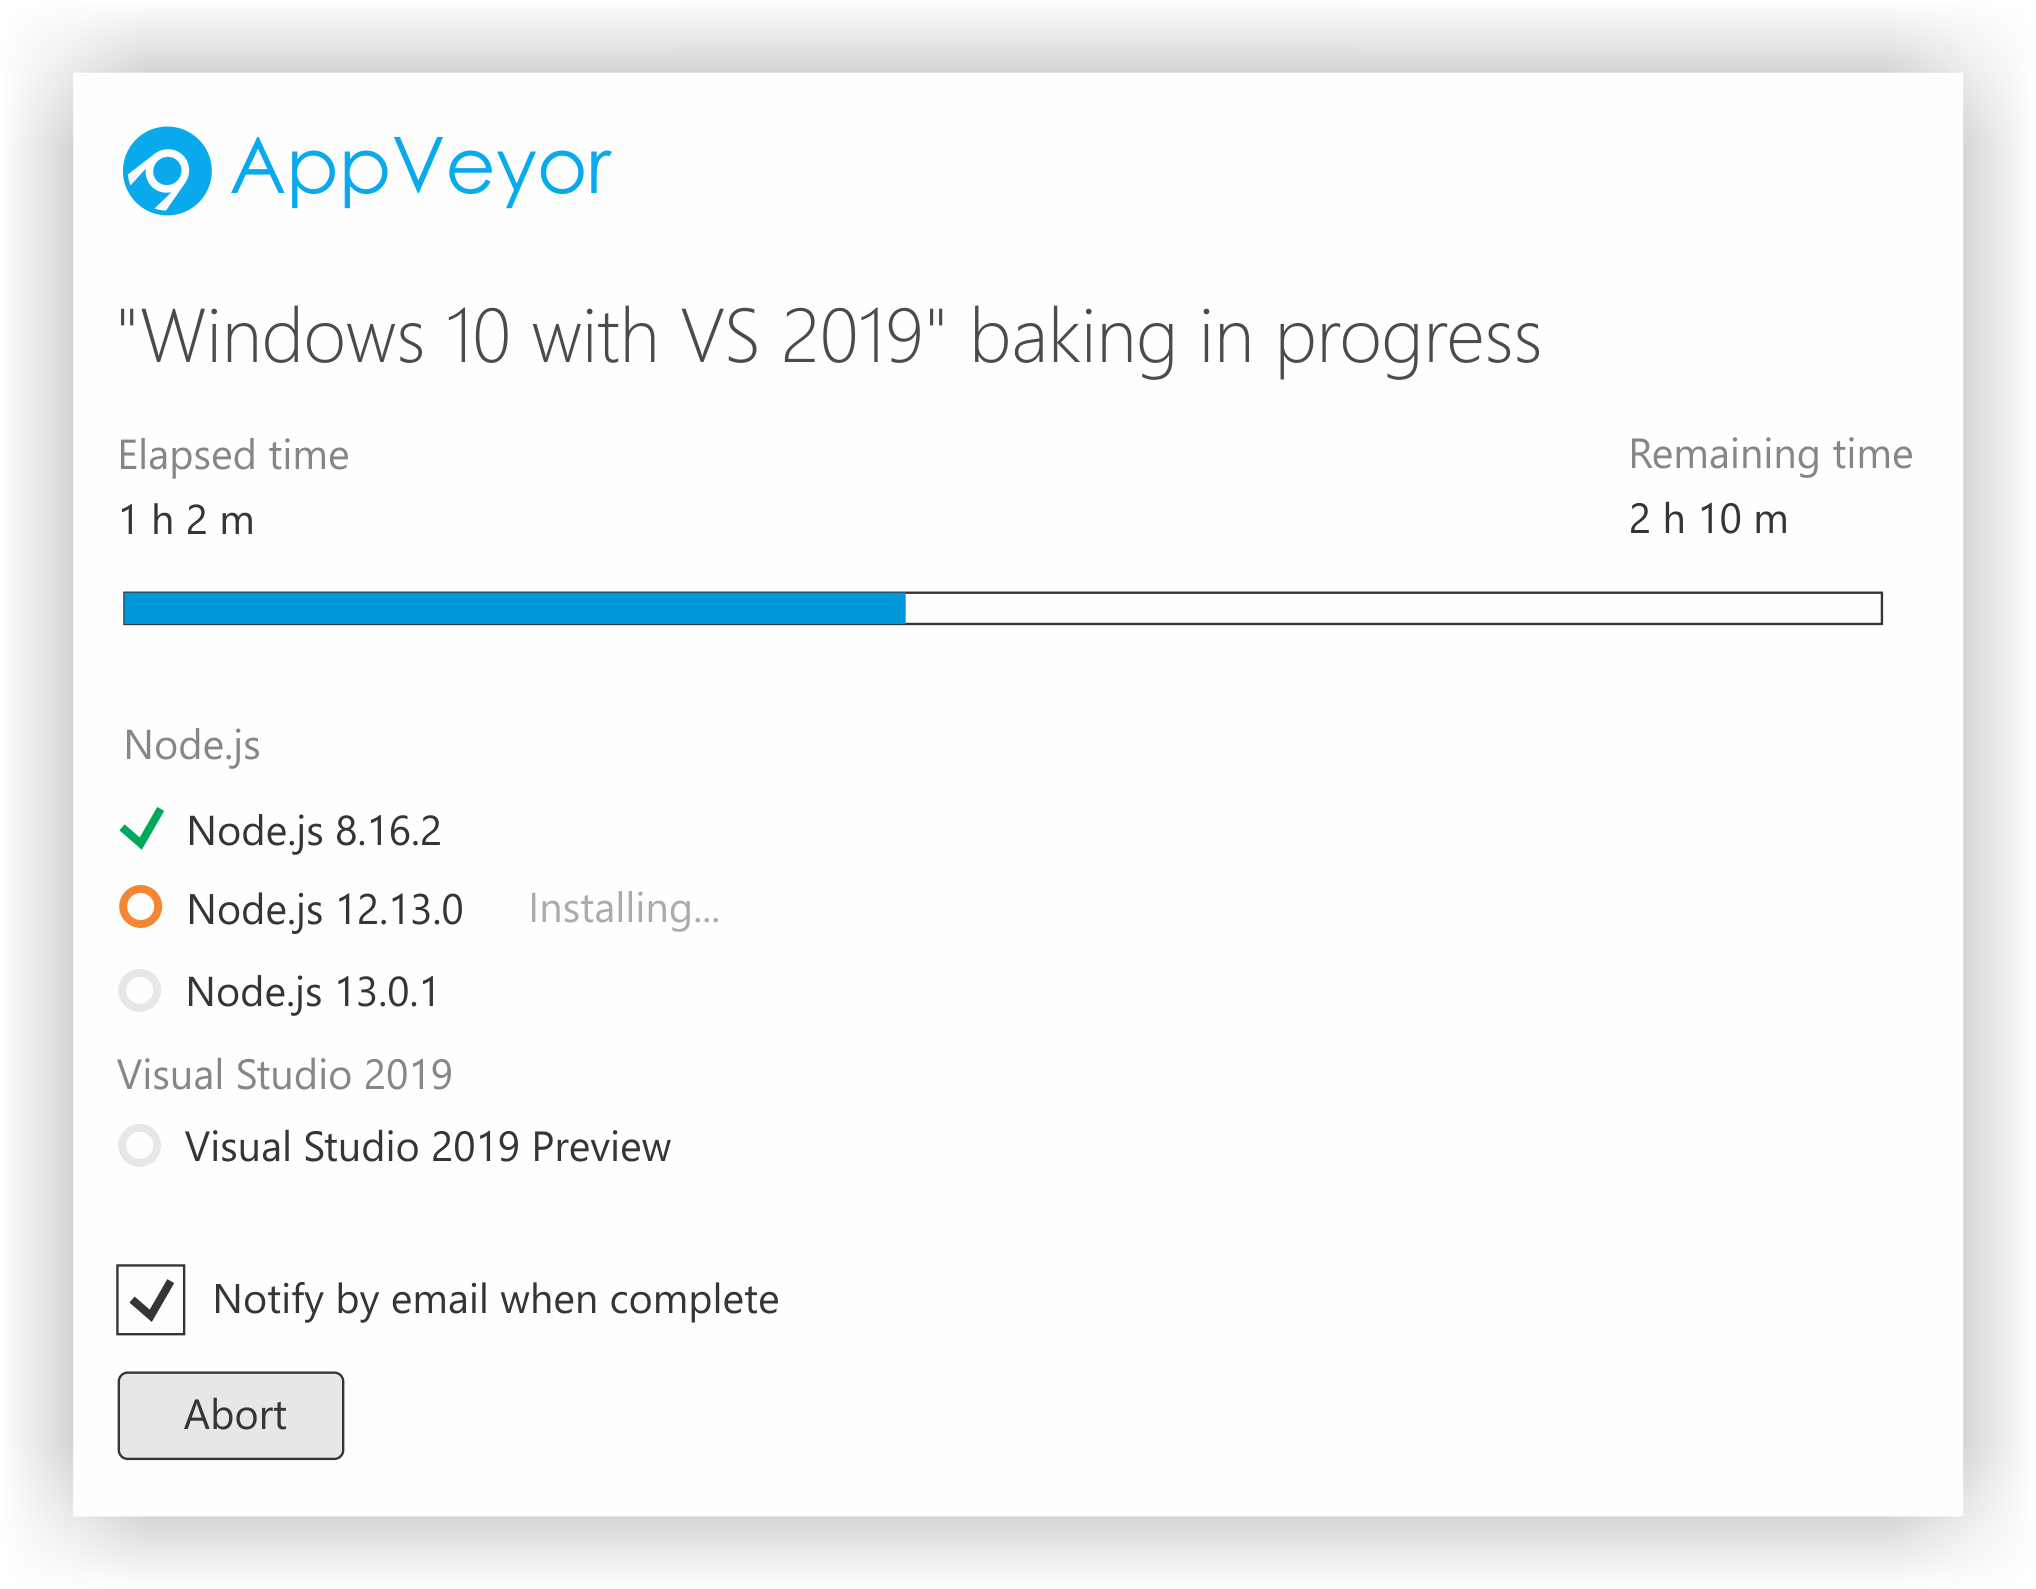 AppVeyor
"Windows 10 with VS 2019" baking in progress
Elapsed time
Remaining time
1 h 2 m
2 h 10 m
Node.js
Node.js 8.16.2
Node.js 12.13.0 Installing...
Node.js 13.0.1
Visual Studio 2019
Visual Studio 2019 Preview
Notify by email when complete
Abort